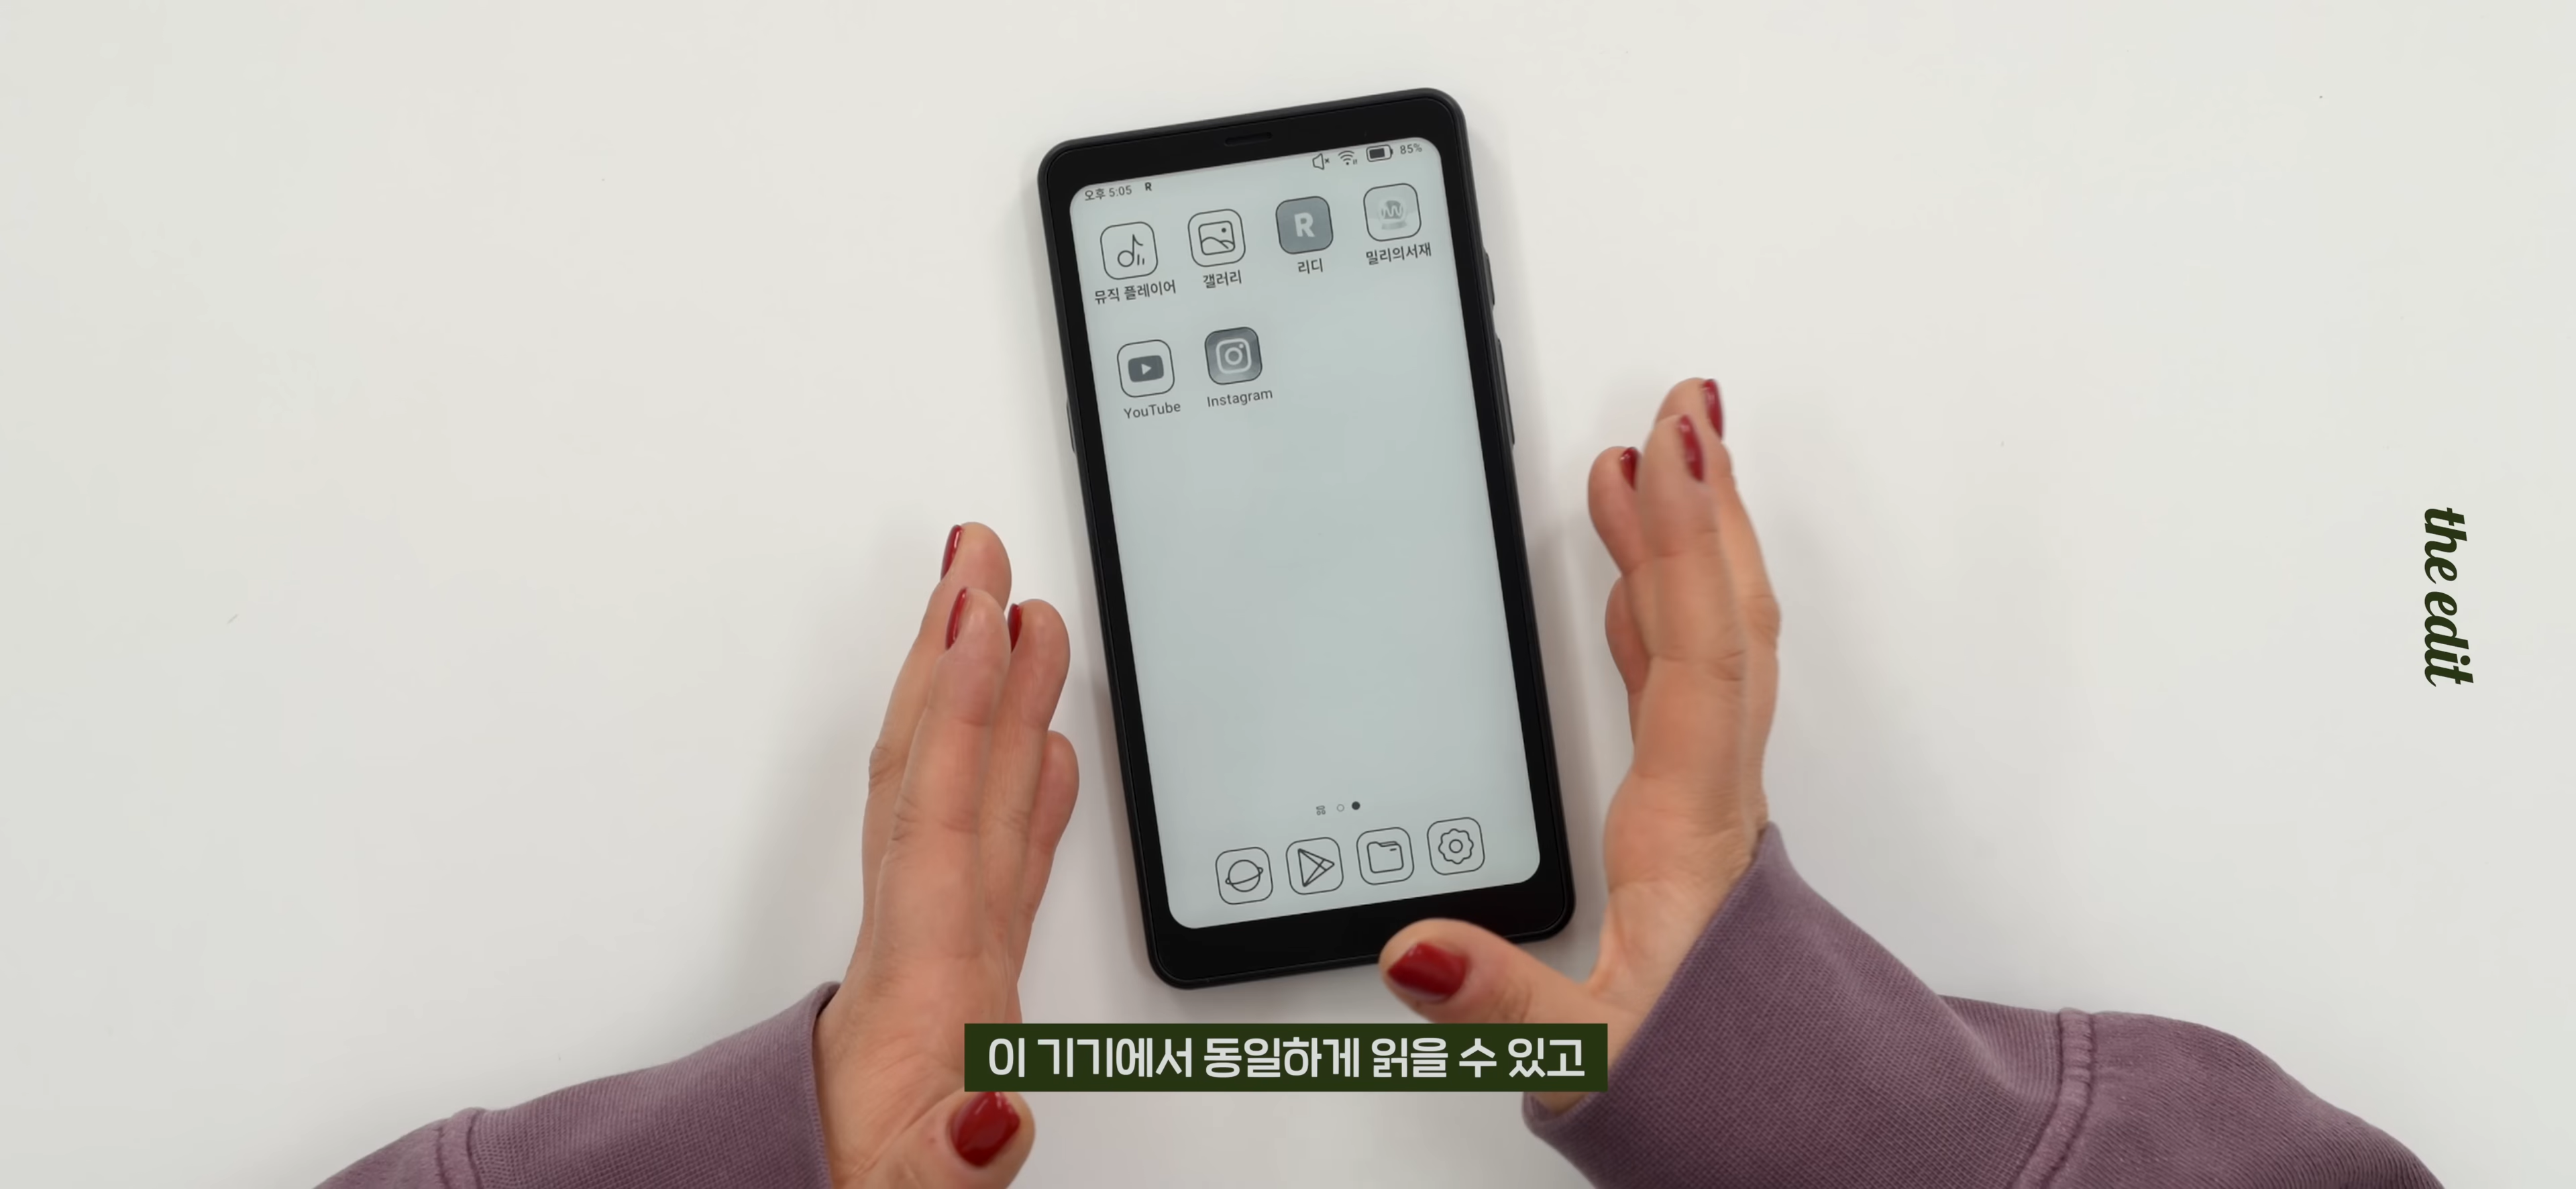 오후 5:05 R 85%
뮤직 플레이어 갤러리 리디 밀리의서재
R
YouTube Instagram
이 기기에서 동일하게 읽을 수 있고
the edit